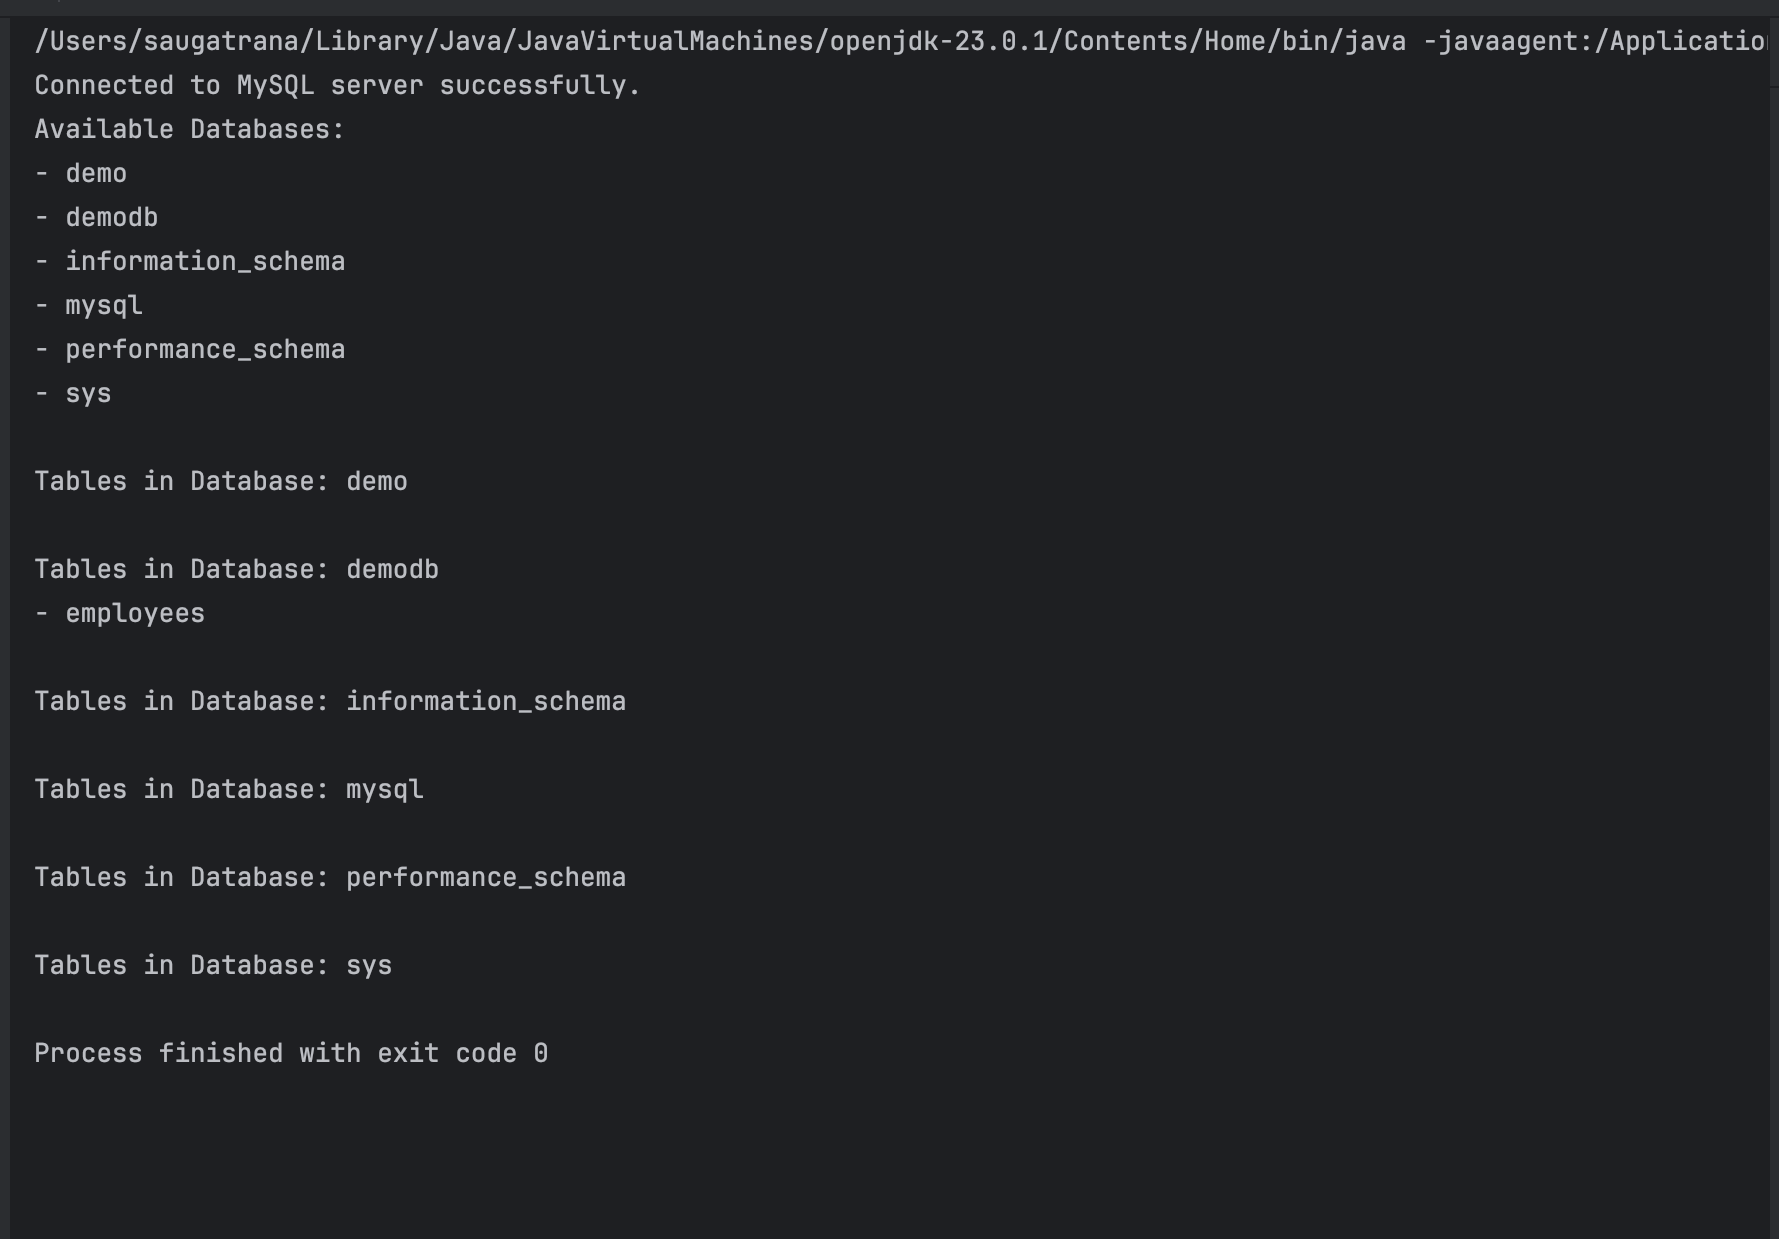 /Users/saugatrana/Library/Java/JavaVirtualMachines/openjdk-23.0.1/Contents/Home/bin/java -javaagent:/Application
Connected to MySQL server successfully.
Available Databases:
- demo
- demodb
- information_schema
- mysql
- performance_schema
- sys
Tables in Database: demo
Tables in Database: demodb
- employees
Tables in Database: information_schema
Tables in Database: mysql
Tables in Database: performance_schema
Tables in Database: sys
Process finished with exit code 0